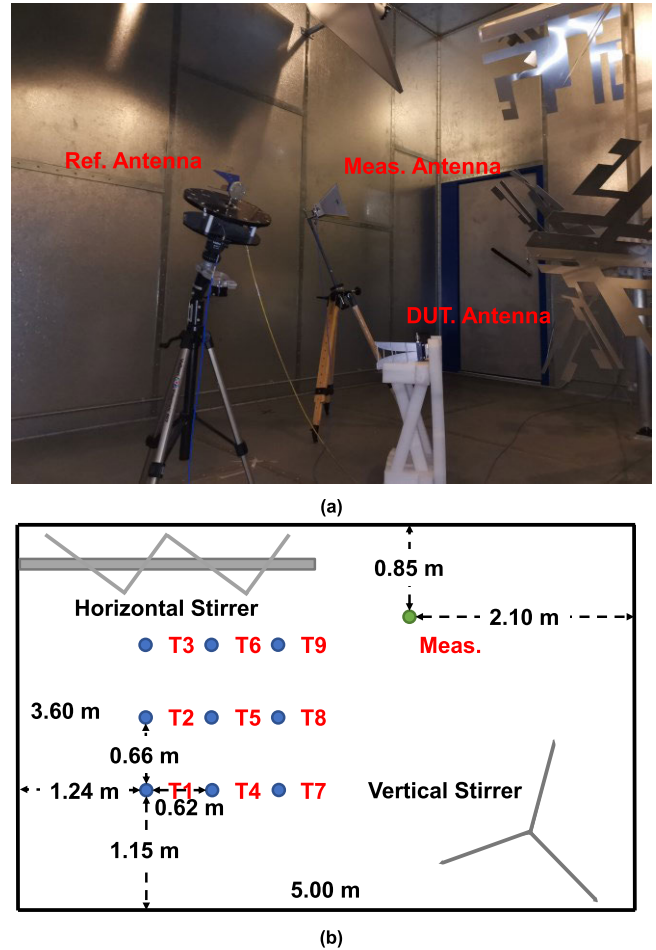 Ref. Antenna
Meas. Antenna
DUT. Antenna
(a)
0.85 m
Horizontal Stirrer
2.10 m
T3 T6 T9 Meas.
3.60 m T2 T5 T8
0.66 m
1.24 m T1 T4 T7 Vertical Stirrer
0.62 m
1.15 m
5.00 m
(b)